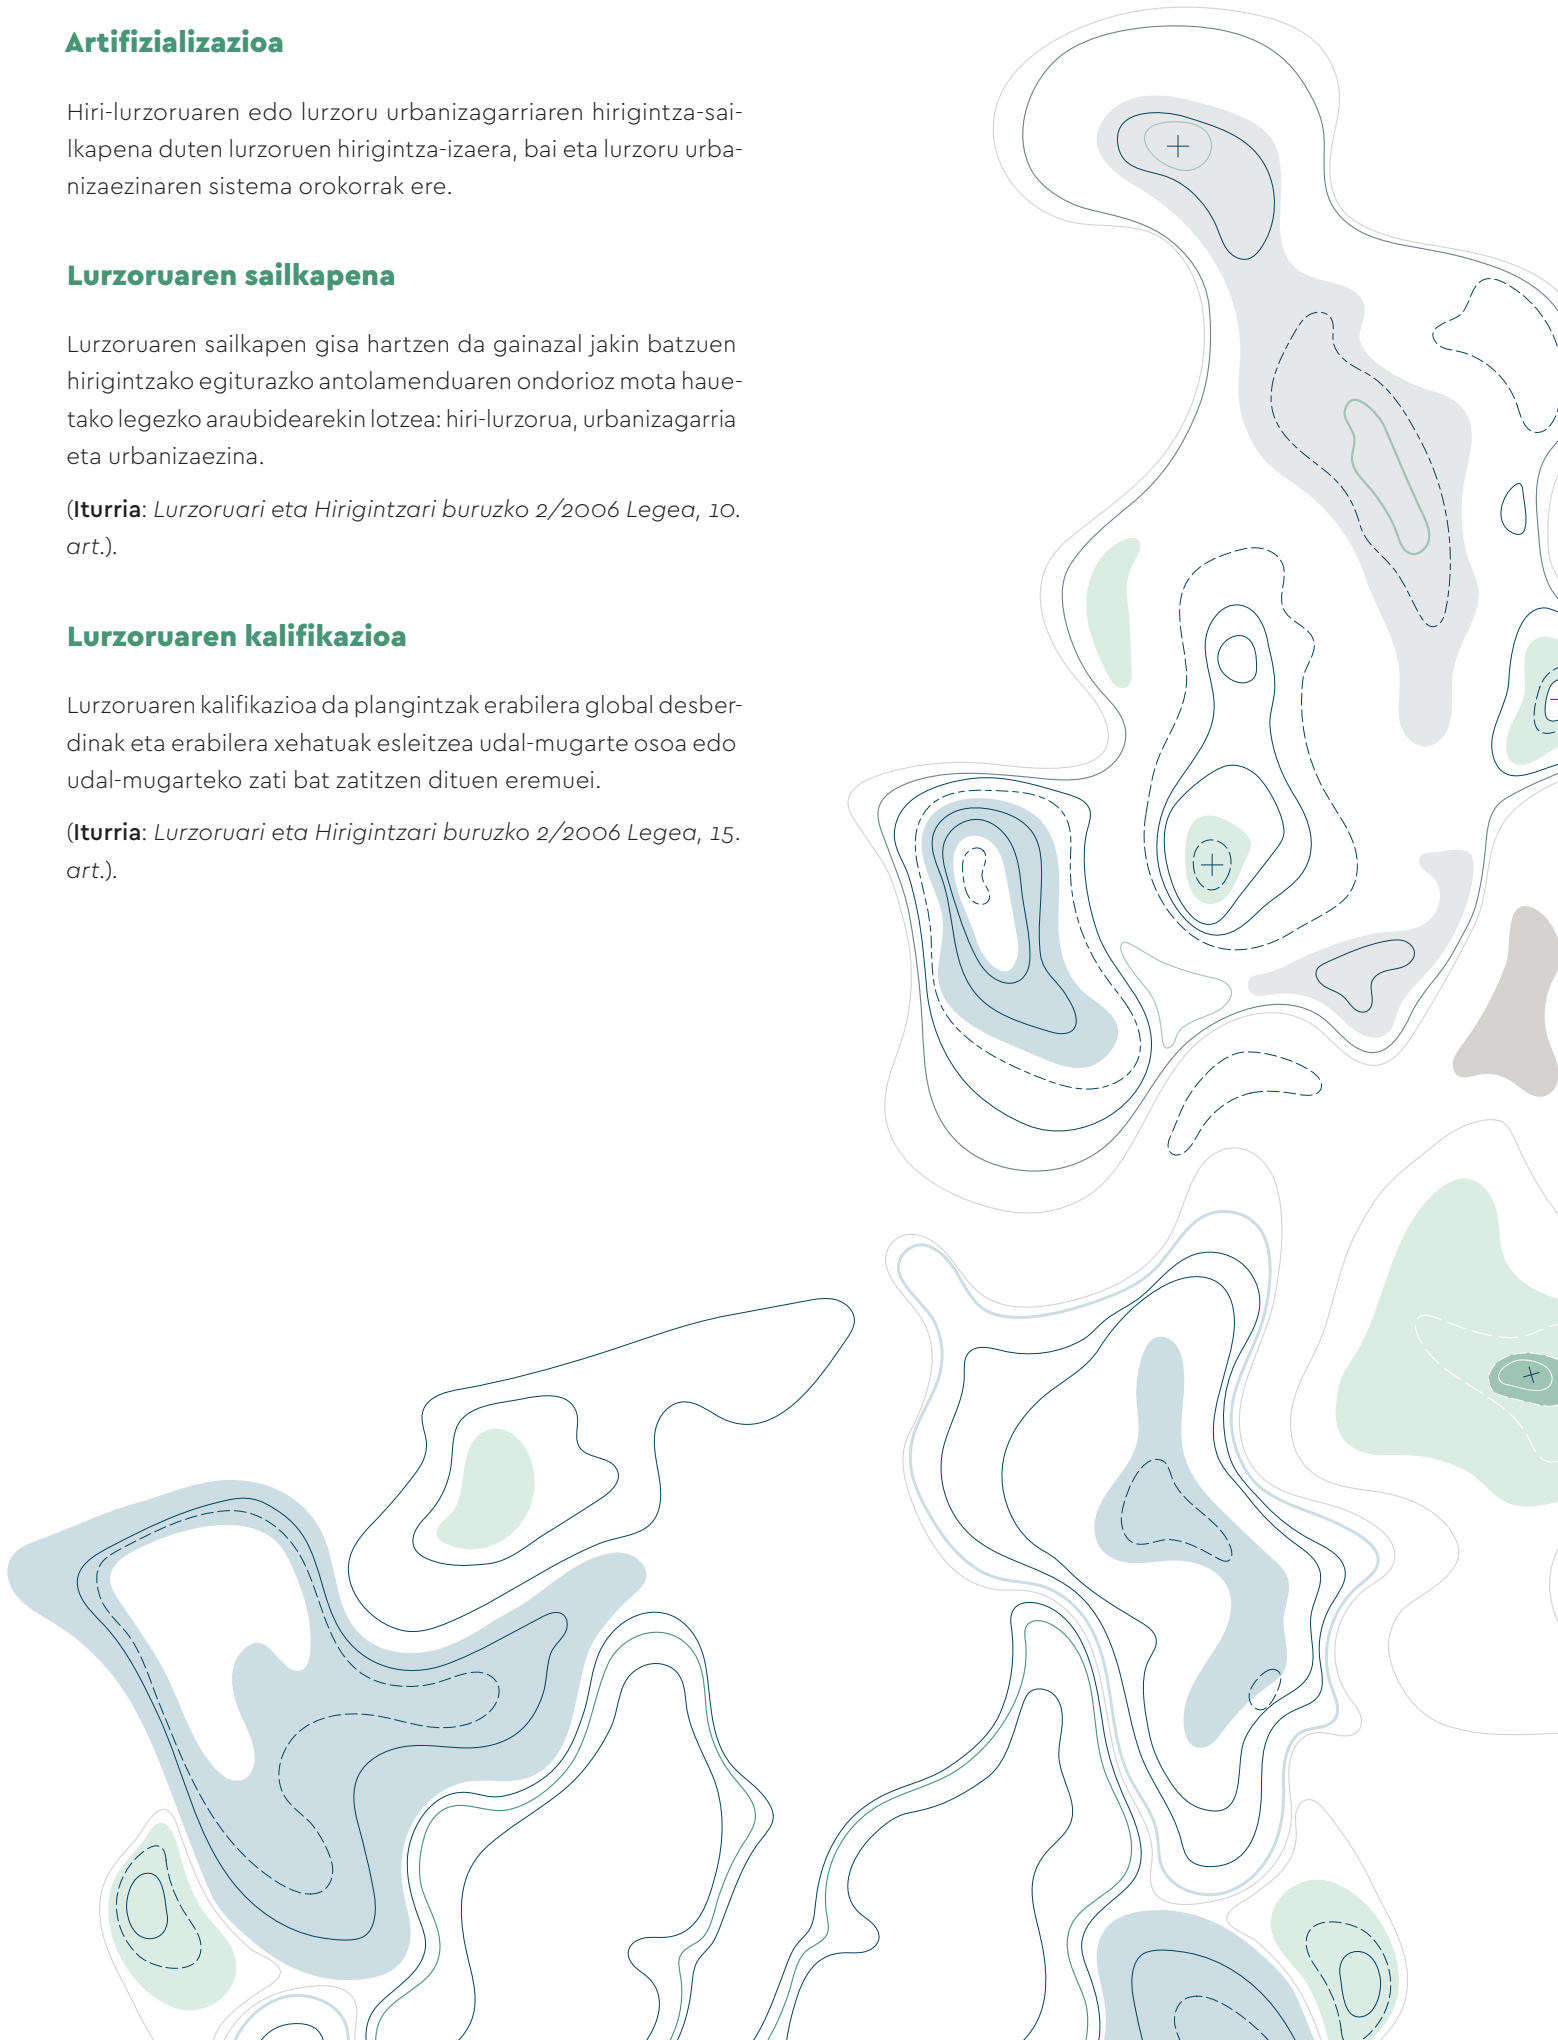 Artifizializazioa
Hiri-lurzoruaren edo lurzoru urbanizagarriaren hirigintza-sai-
lkapena duten lurzoruen hirigintza-izaera, bai eta lurzoru urba-
nizaezinaren sistema orokorrak ere.
Lurzoruaren sailkapena
Lurzoruaren sailkapen gisa hartzen da gainazal jakin batzuen
hirigintzako egiturazko antolamenduaren ondorioz mota haue-
tako legezko araubidearekin lotzea: hiri-lurzorua, urbanizagarria
eta urbanizaezina.
(Iturria: Lurzoruari eta Hirigintzari buruzko 2/2006 Legea, 10.
art.).
Lurzoruaren kalifikazioa
Lurzoruaren kalifikazioa da plangintzak erabilera global desber-
dinak eta erabilera xehatuak esleitzea udal-mugarte osoa edo
udal-mugarteko zati bat zatitzen dituen eremuei.
(Iturria: Lurzoruari eta Hirigintzari buruzko 2/2006 Legea, 15.
art.).